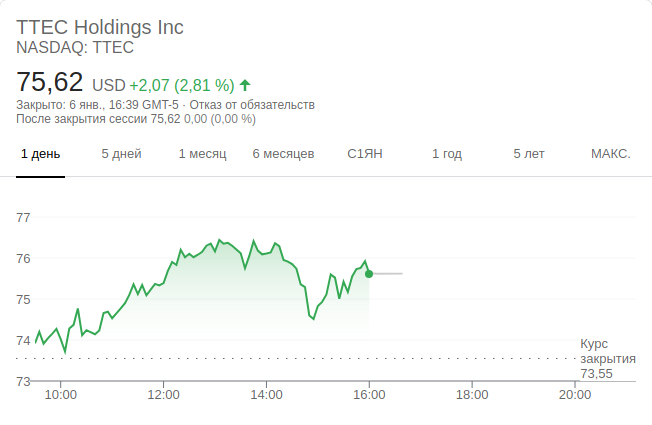 TTEC Holdings Inc
NASDAQ: TTEC
75,62 USD +2,07 (2,81 %)
Закрыто: 6 янв., 16:39 GMT-5 · Отказ от обязательств
После закрытия сессии 75,62 0,00 (0,00 %)
1 день 5 дней 1 месяц 6 месяцев С1ЯН 1 год 5 лет МАКС.
77
76
75
74
Курс
закрытия
73,55
73
10:00 12:00 14:00 16:00 18:00 20:00